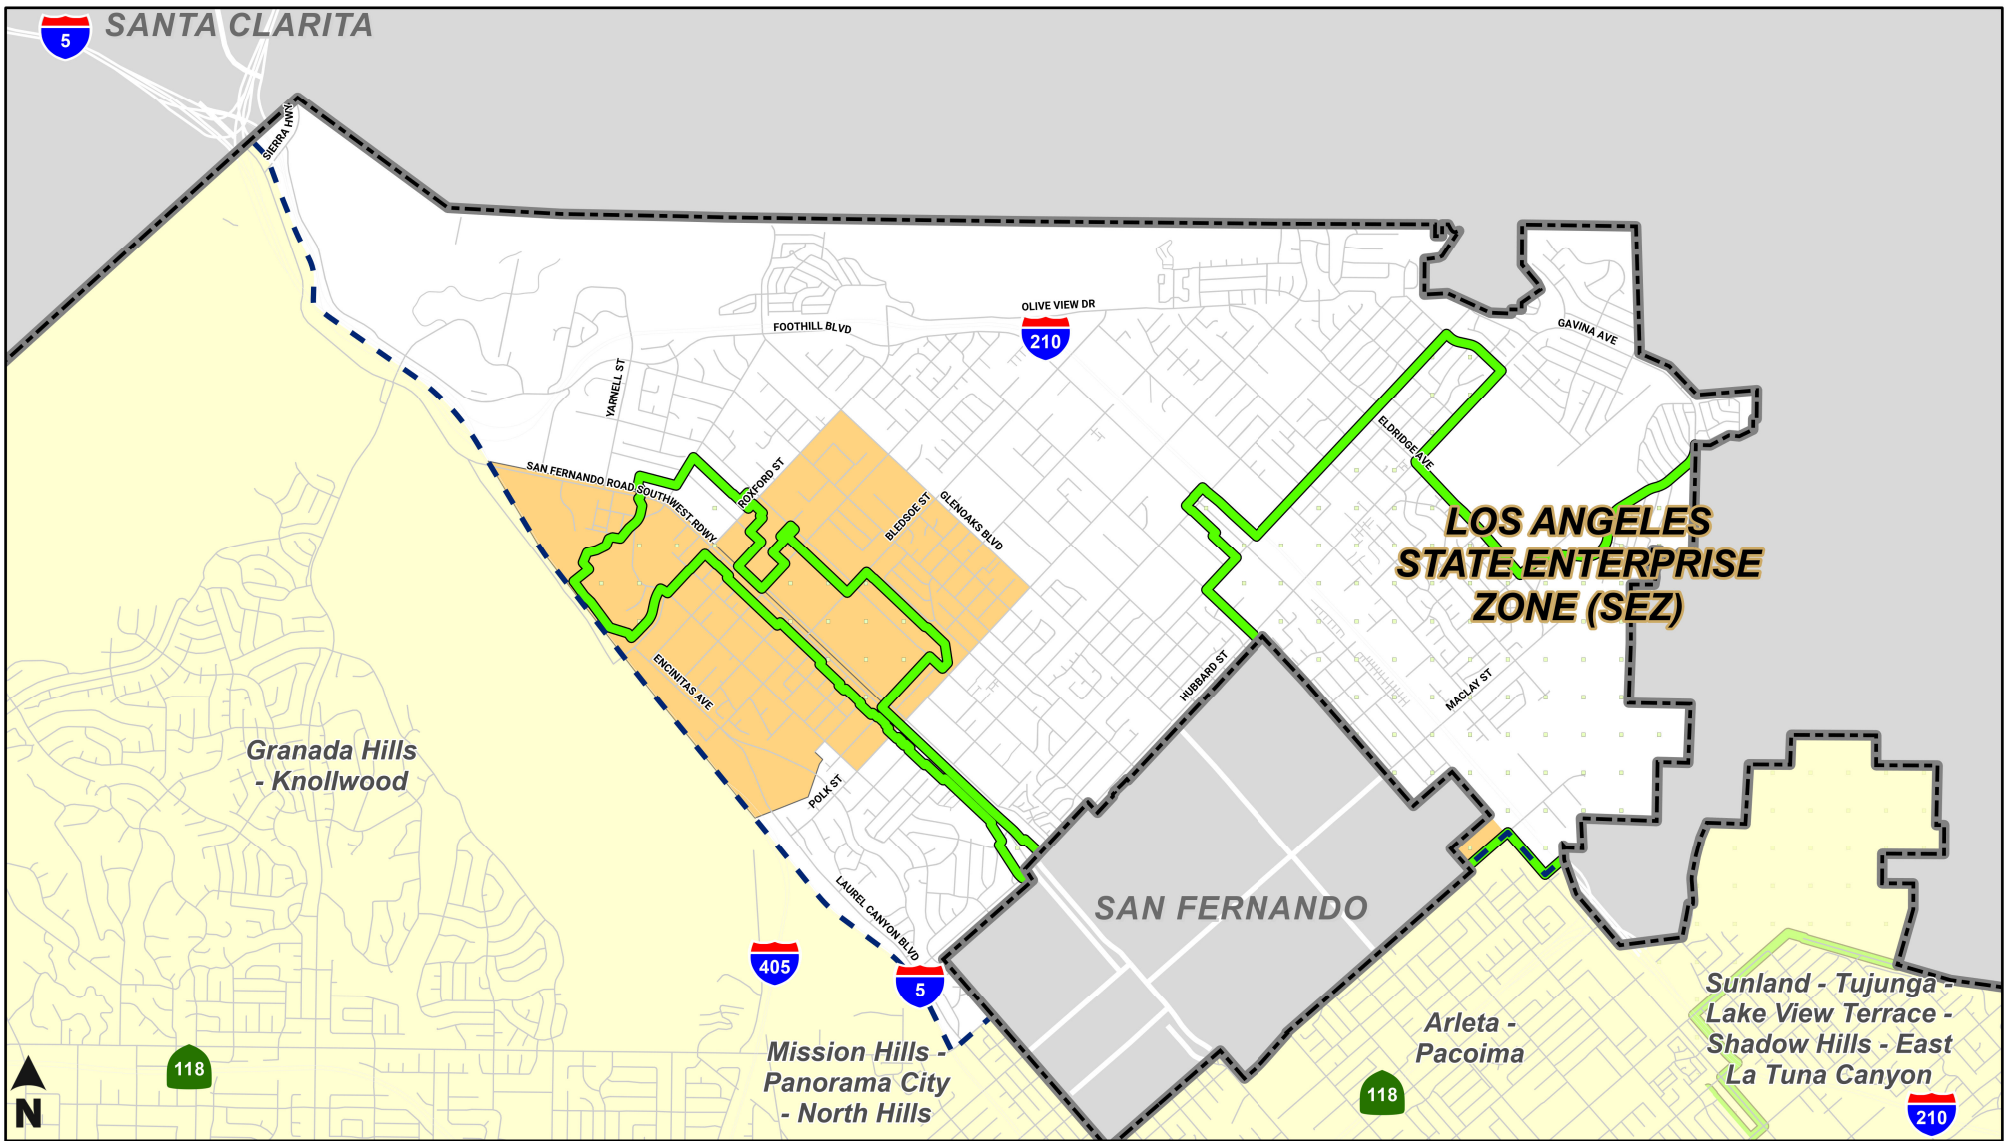 5
SANTA CLARITA
SIERRA HWY
OLIVE VIEW DR
FOOTHILL BLVD
210
GAVINA AVE
YARNELL ST
ELDRIDGE AVE
SAN FERNANDO ROAD SOUTHWEST RDWY
ROXFORD ST
BLEDSOE ST
GLENOAKS BLVD
LOS ANGELES
STATE ENTERPRISE
ZONE (SEZ)
ENCINITAS AVE
HUBBARD ST
MACLAY ST
Granada Hills
- Knollwood
POLK ST
LAUREL CANYON BLVD
SAN FERNANDO
405
5
Sunland - Tujunga -
Lake View Terrace -
Shadow Hills - East
La Tuna Canyon
Arleta -
Pacoima
Mission Hills -
Panorama City
- North Hills
118
118
210
N